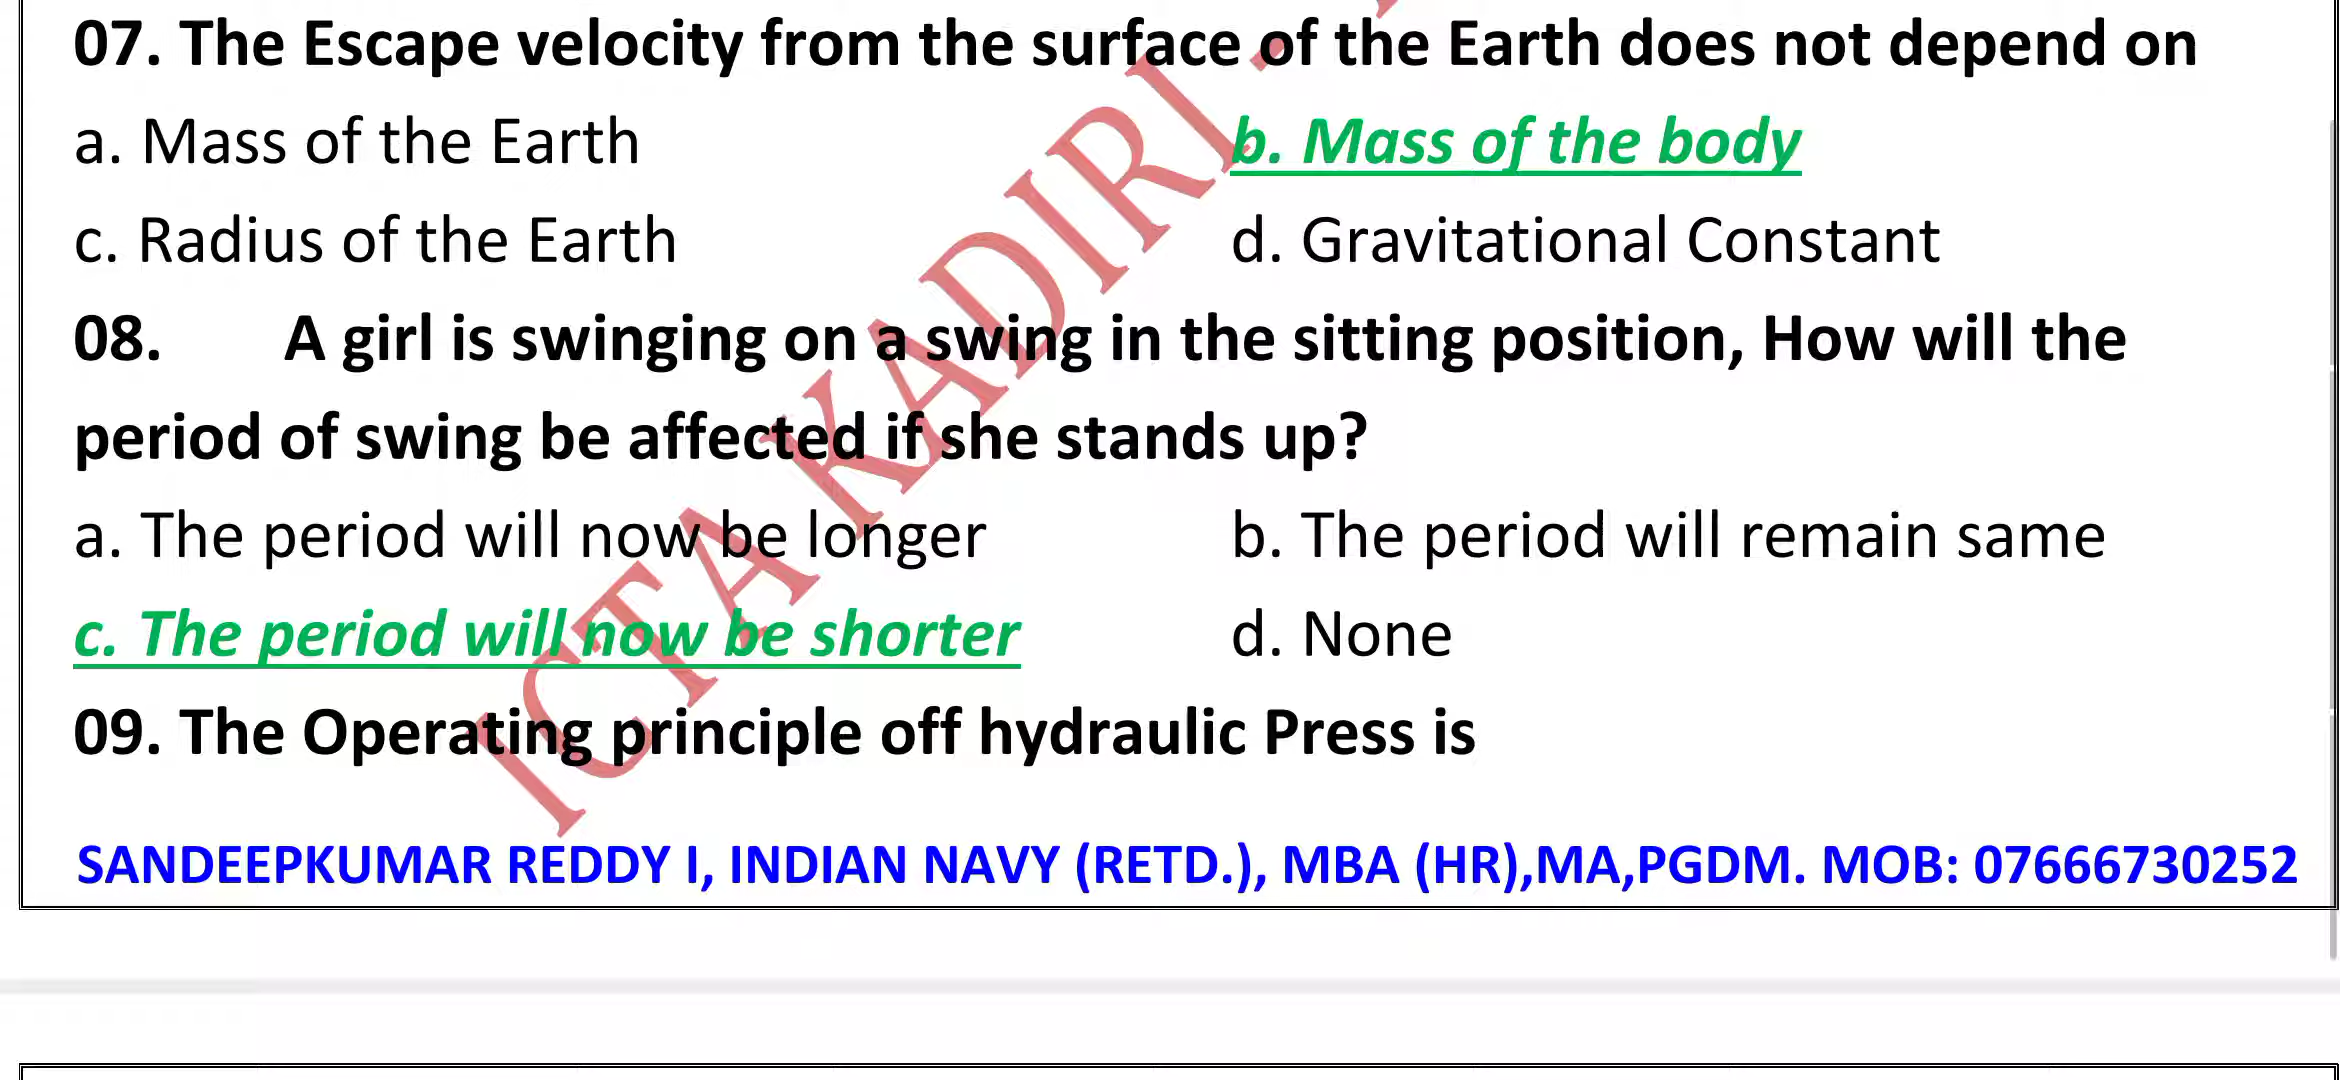 07. The Escape velocity from the surface of the Earth does not depend on
a. Mass of the Earth b. Mass of the body
c. Radius of the Earth d. Gravitational Constant
08. A girl is swinging on a swing in the sitting position, How will the
period of swing be affected if she stands up?
a. The period will now be longer b. The period will remain same
c. The period will now be shorter d. None
09. The Operating principle off hydraulic Press is
ICTA KADIRI -
SANDEEPKUMAR REDDY I, INDIAN NAVY (RETD.), MBA (HR),MA,PGDM. MOB: 07666730252